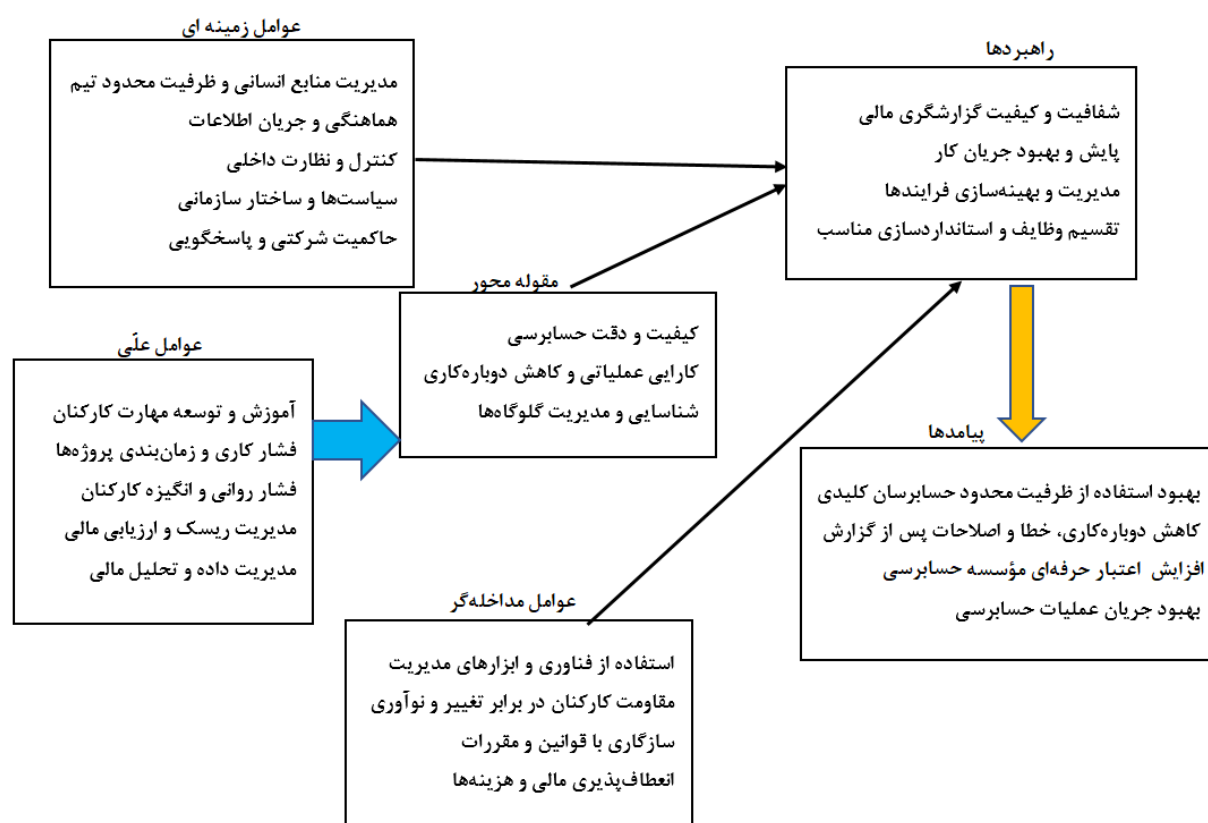 عوامل زمینه ای
مدیریت منابع انسانی و ظرفیت محدود تیم
هماهنگی و جریان اطلاعات
کنترل و نظارت داخلی
سیاست‌ها و ساختار سازمانی
حاکمیت شرکتی و پاسخگویی
راهبردها
شفافیت و کیفیت گزارشگری مالی
پایش و بهبود جریان کار
مدیریت و بهینه‌سازی فرایندها
تقسیم وظایف و استانداردسازی مناسب
مقوله محور
کیفیت و دقت حسابرسی
کارایی عملیاتی و کاهش دوباره‌کاری
شناسایی و مدیریت گلوگاه‌ها
عوامل علّی
آموزش و توسعه مهارت کارکنان
فشار کاری و زمان‌بندی پروژه‌ها
فشار روانی و انگیزه کارکنان
مدیریت ریسک و ارزیابی مالی
مدیریت داده و تحلیل مالی
پیامدها
بهبود استفاده از ظرفیت محدود حسابرسان کلیدی
کاهش دوباره‌کاری، خطا و اصلاحات پس از گزارش
افزایش اعتبار حرفه‌ای مؤسسه حسابرسی
بهبود جریان عملیات حسابرسی
عوامل مداخله‌گر
استفاده از فناوری و ابزارهای مدیریت
مقاومت کارکنان در برابر تغییر و نوآوری
سازگاری با قوانین و مقررات
انعطاف‌پذیری مالی و هزینه‌ها